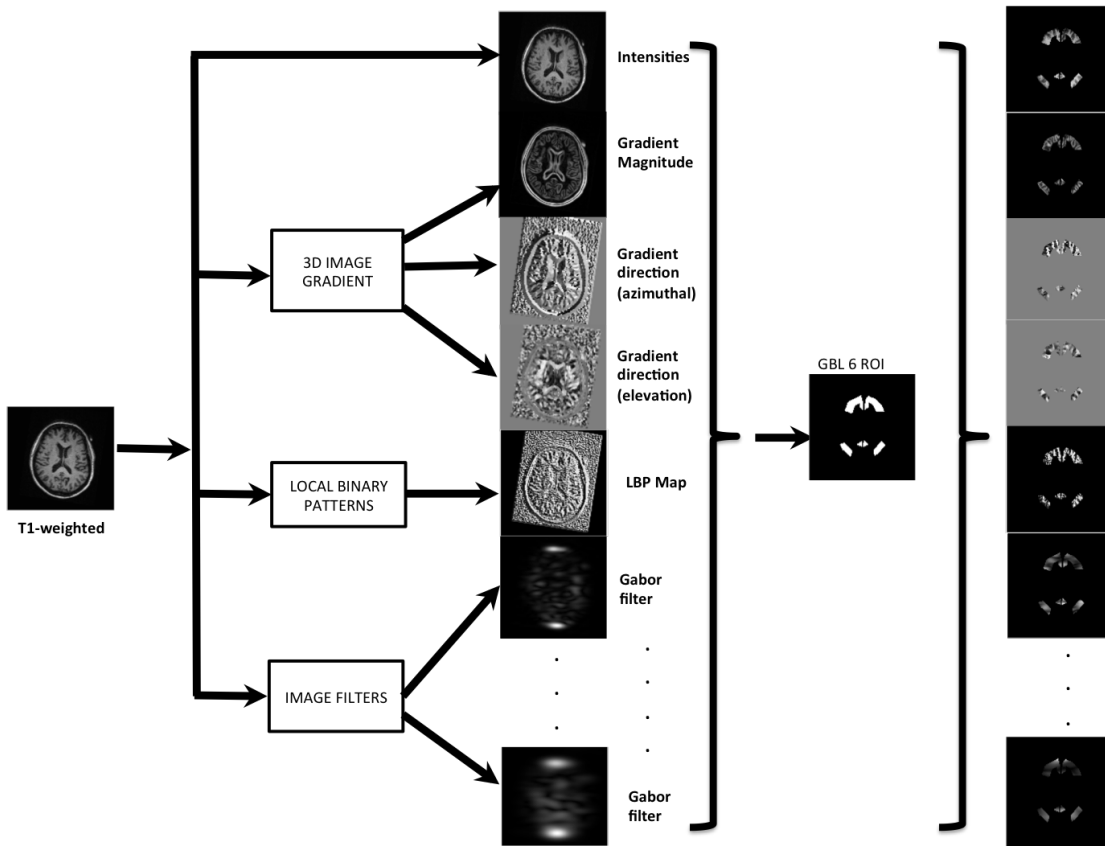 Intensities
Gradient
Magnitude
3D IMAGE
GRADIENT
Gradient
direction
(azimuthal)
Gradient
direction
(elevation)
GBL 6 ROI
T1-weighted
LOCAL BINARY
PATTERNS
LBP Map
Gabor
filter
IMAGE FILTERS
Gabor
filter